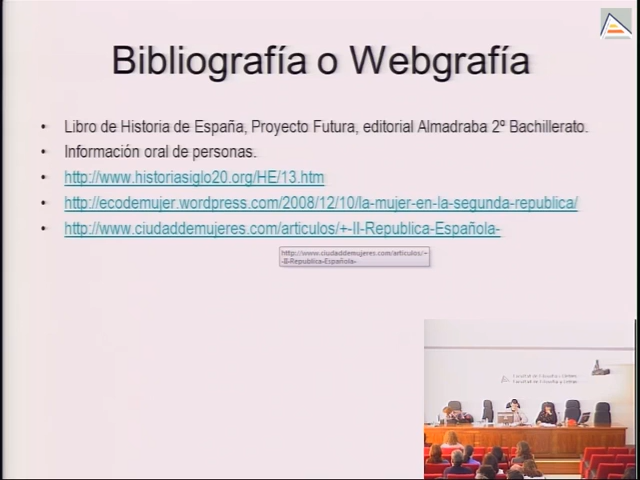 Bibliografía o Webgrafía
• Libro de Historia de España, Proyecto Futura, editorial Almadraba 2º Bachillerato.
• Información oral de personas.
• http://www.historiasiglo20.org/HE/13.htm
• http://ecodemujer.wordpress.com/2008/12/10/la-mujer-en-la-segunda-republica/
• http://www.ciudaddemujeres.com/articulos/+-II-Republica-Española-
http://www.ciudaddemujeres.com/articulos/+
-II-Republica-Española-